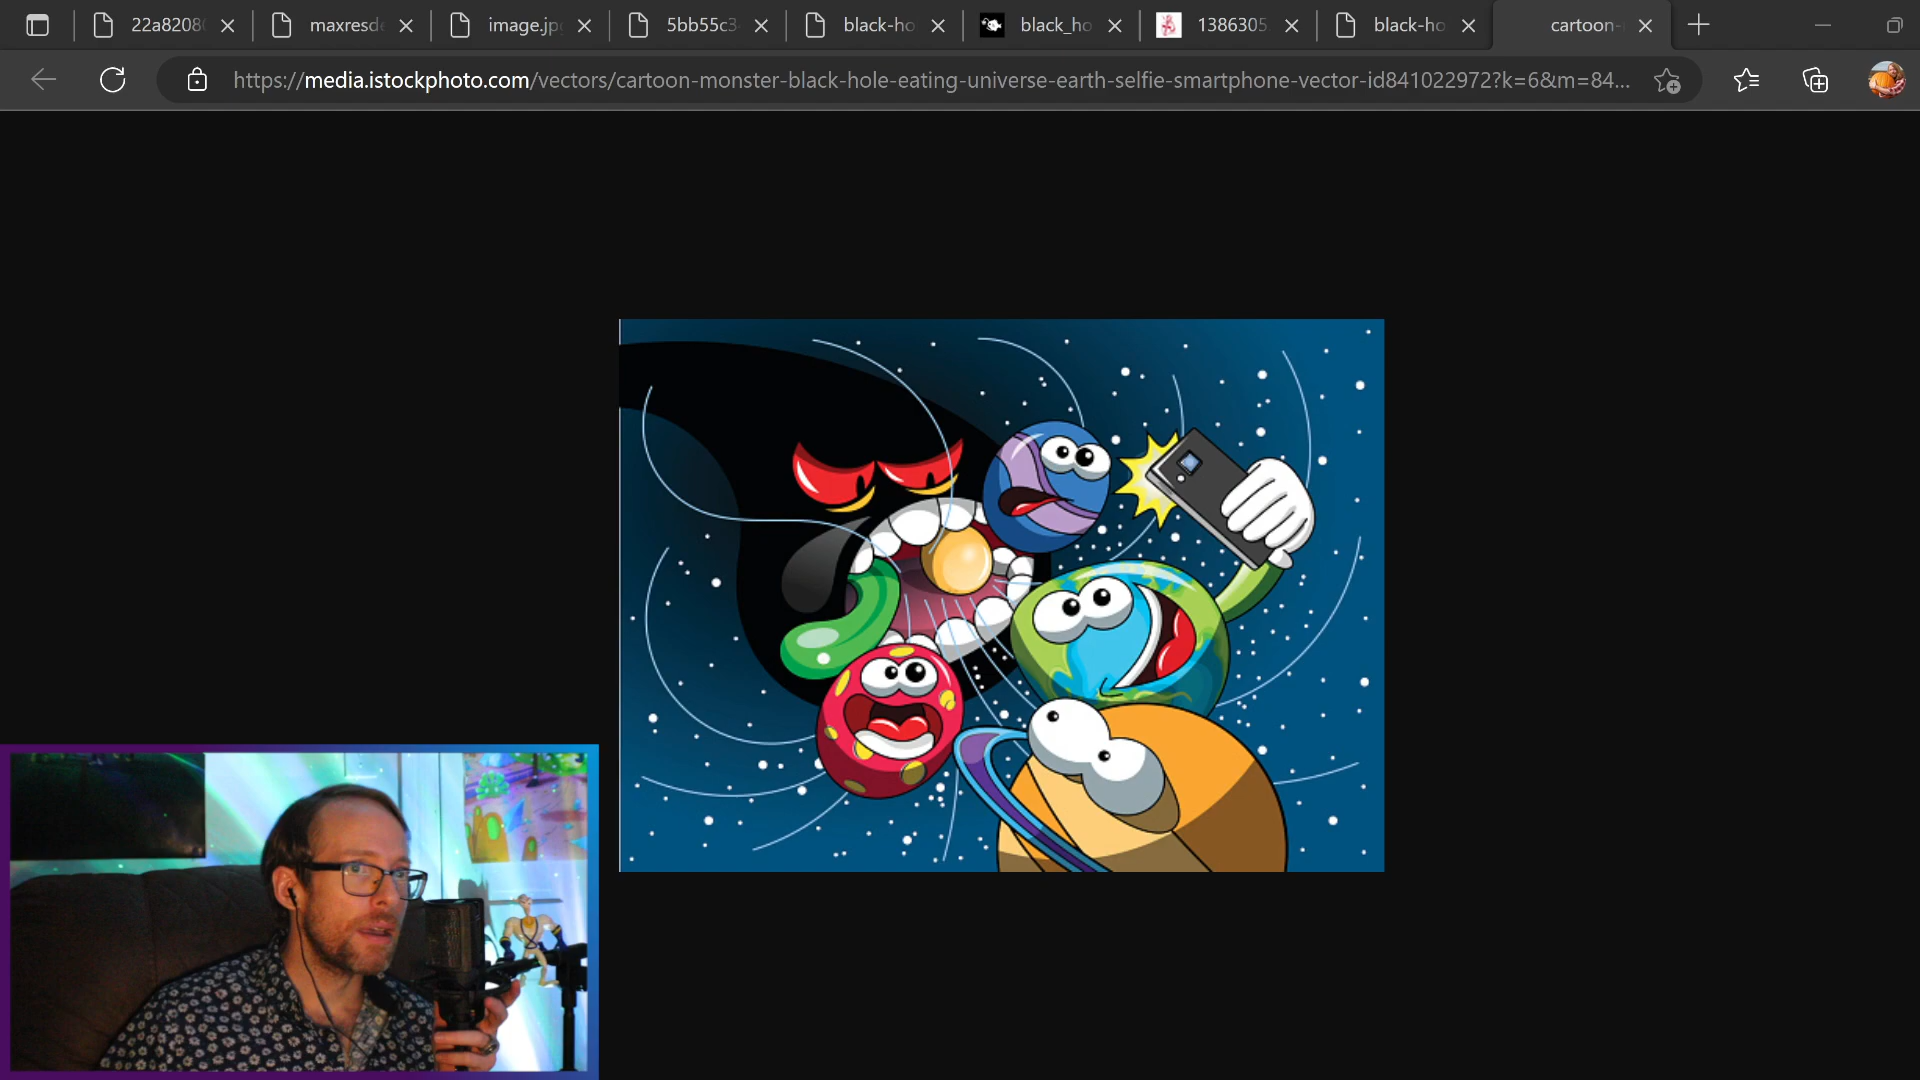 22a8208
maxresde
image.jp
5bb55c3
black-ho
black_ho
1386305
black-ho
cartoon-
https://media.istockphoto.com/vectors/cartoon-monster-black-hole-eating-universe-earth-selfie-smartphone-vector-id841022972?k=6&m=84...